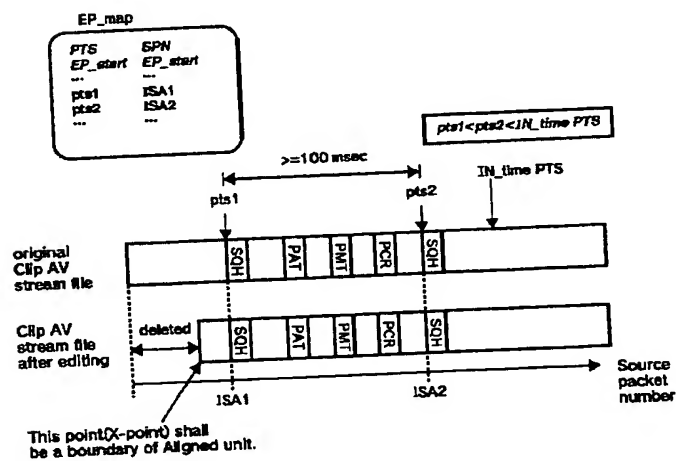 EP_map
PTS SPN
EP_start EP_start
... ...
pts1 ISA1
pts2 ISA2
... ...
pts1<pts2<IN_time PTS
>=100 msec
IN_time PTS
pts1
pts2
original
Clip AV
stream file
SQH PAT PMT PCR SQH
Clip AV
stream file
after editing
deleted
SQH PAT PMT PCR SQH
Source
packet
number
ISA1
ISA2
This point(X-point) shall
be a boundary of Aligned unit.